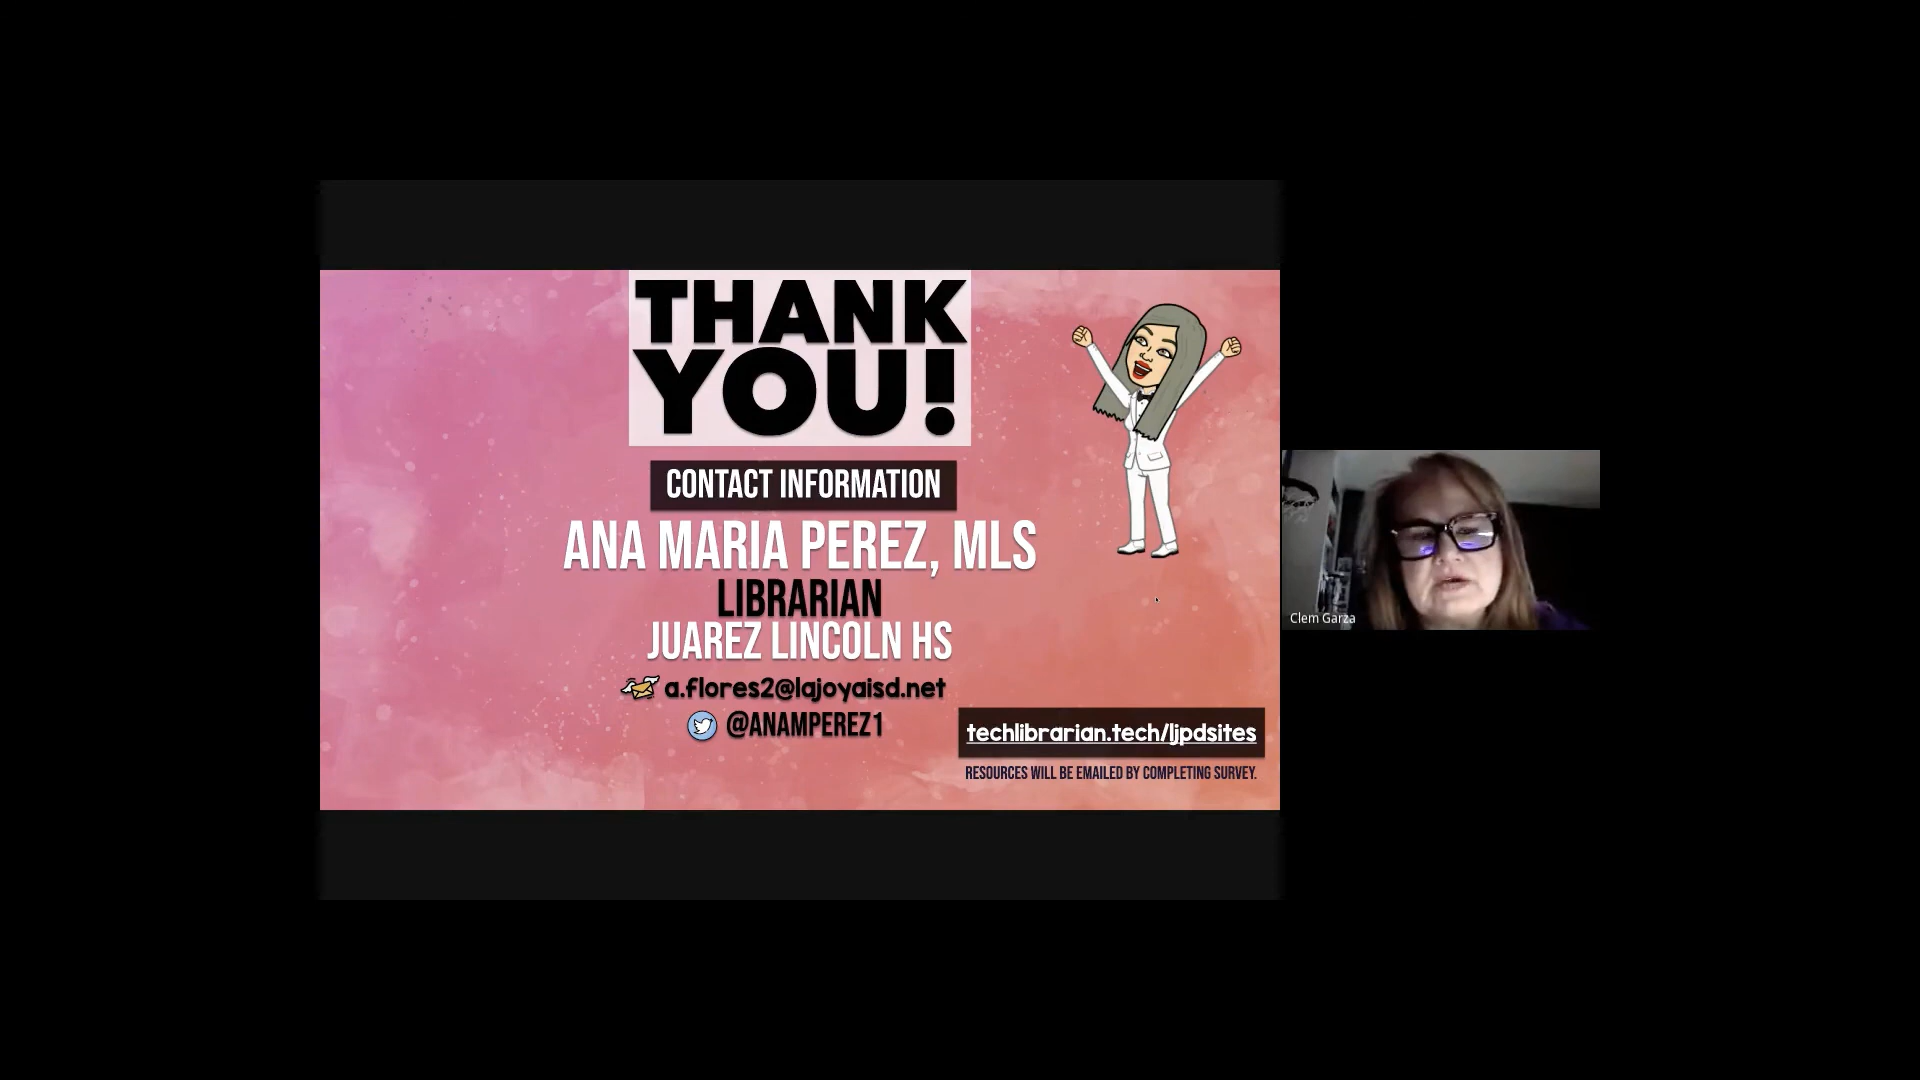 THANK
YOU!
CONTACT INFORMATION
ANA MARIA PEREZ, MLS
LIBRARIAN
JUAREZ LINCOLN HS
a.flores2@lajoyaisd.net
@ANAMPEREZ1
techlibrarian.tech/ljpdsites
RESOURCES WILL BE EMAILED BY COMPLETING SURVEY.
Clem Garza